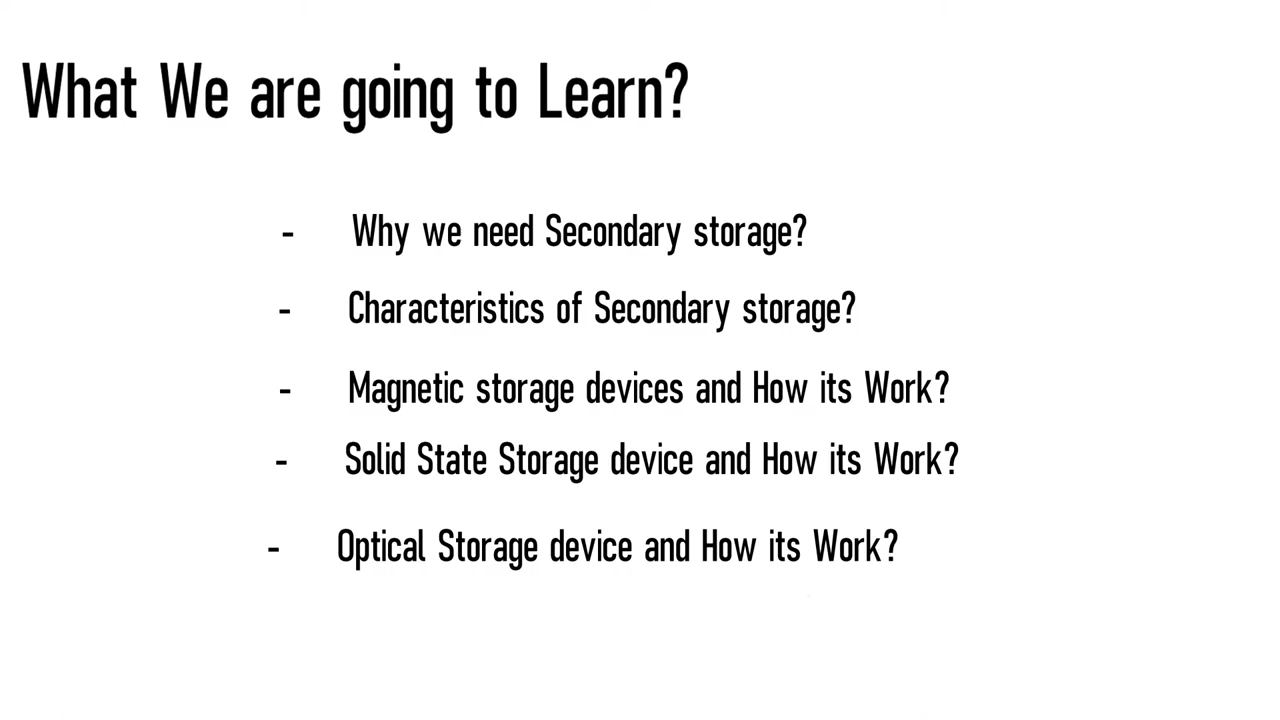 What We are going to Learn?
- Why we need Secondary storage?
- Characteristics of Secondary storage?
- Magnetic storage devices and How its Work?
- Solid State Storage device and How its Work?
- Optical Storage device and How its Work?